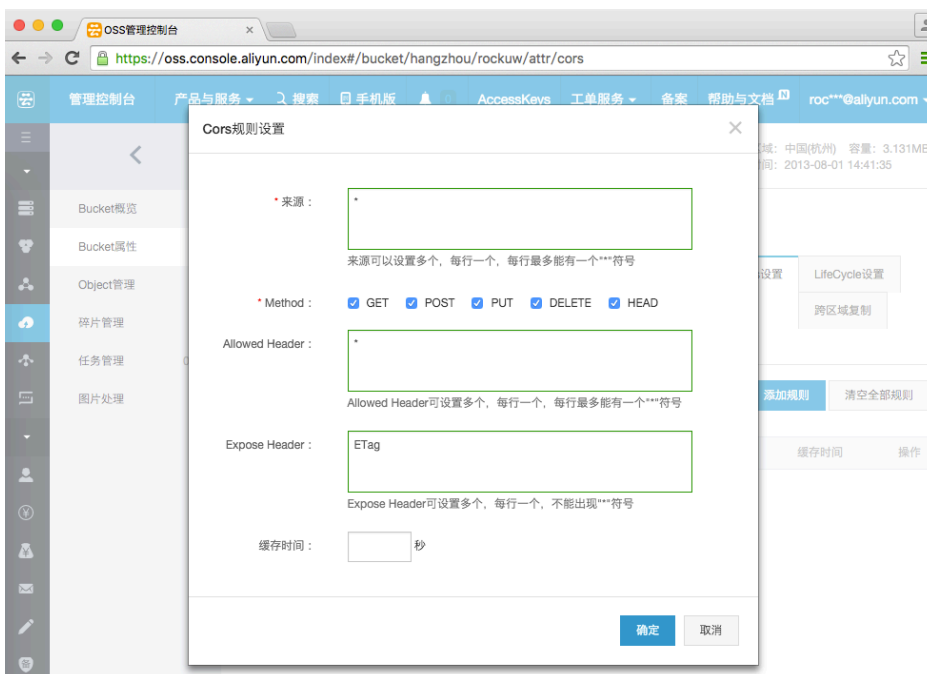 OSS管理控制台
https://oss.console.aliyun.com/index#/bucket/hangzhou/rockuw/attr/cors
管理控制台 产品与服务 搜索 手机版 AccessKeys 工单服务 备案 帮助与文档 N roc***@aliyun.com
Cors规则设置
域: 中国(杭州) 容量: 3.131MB
间: 2013-08-01 14:41:35
Bucket概览
Bucket属性
Object管理
碎片管理
任务管理 0
图片处理
* 来源:
*
来源可以设置多个，每行一个，每行最多能有一个"*"符号
* Method: GET POST PUT DELETE HEAD
Allowed Header:
*
Allowed Header可设置多个，每行一个，每行最多能有一个"*"符号
Expose Header:
ETag
Expose Header可设置多个，每行一个，不能出现"*"符号
缓存时间: 秒
确定 取消
设置 LifeCycle设置
跨区域复制
添加规则 清空全部规则
缓存时间 操作